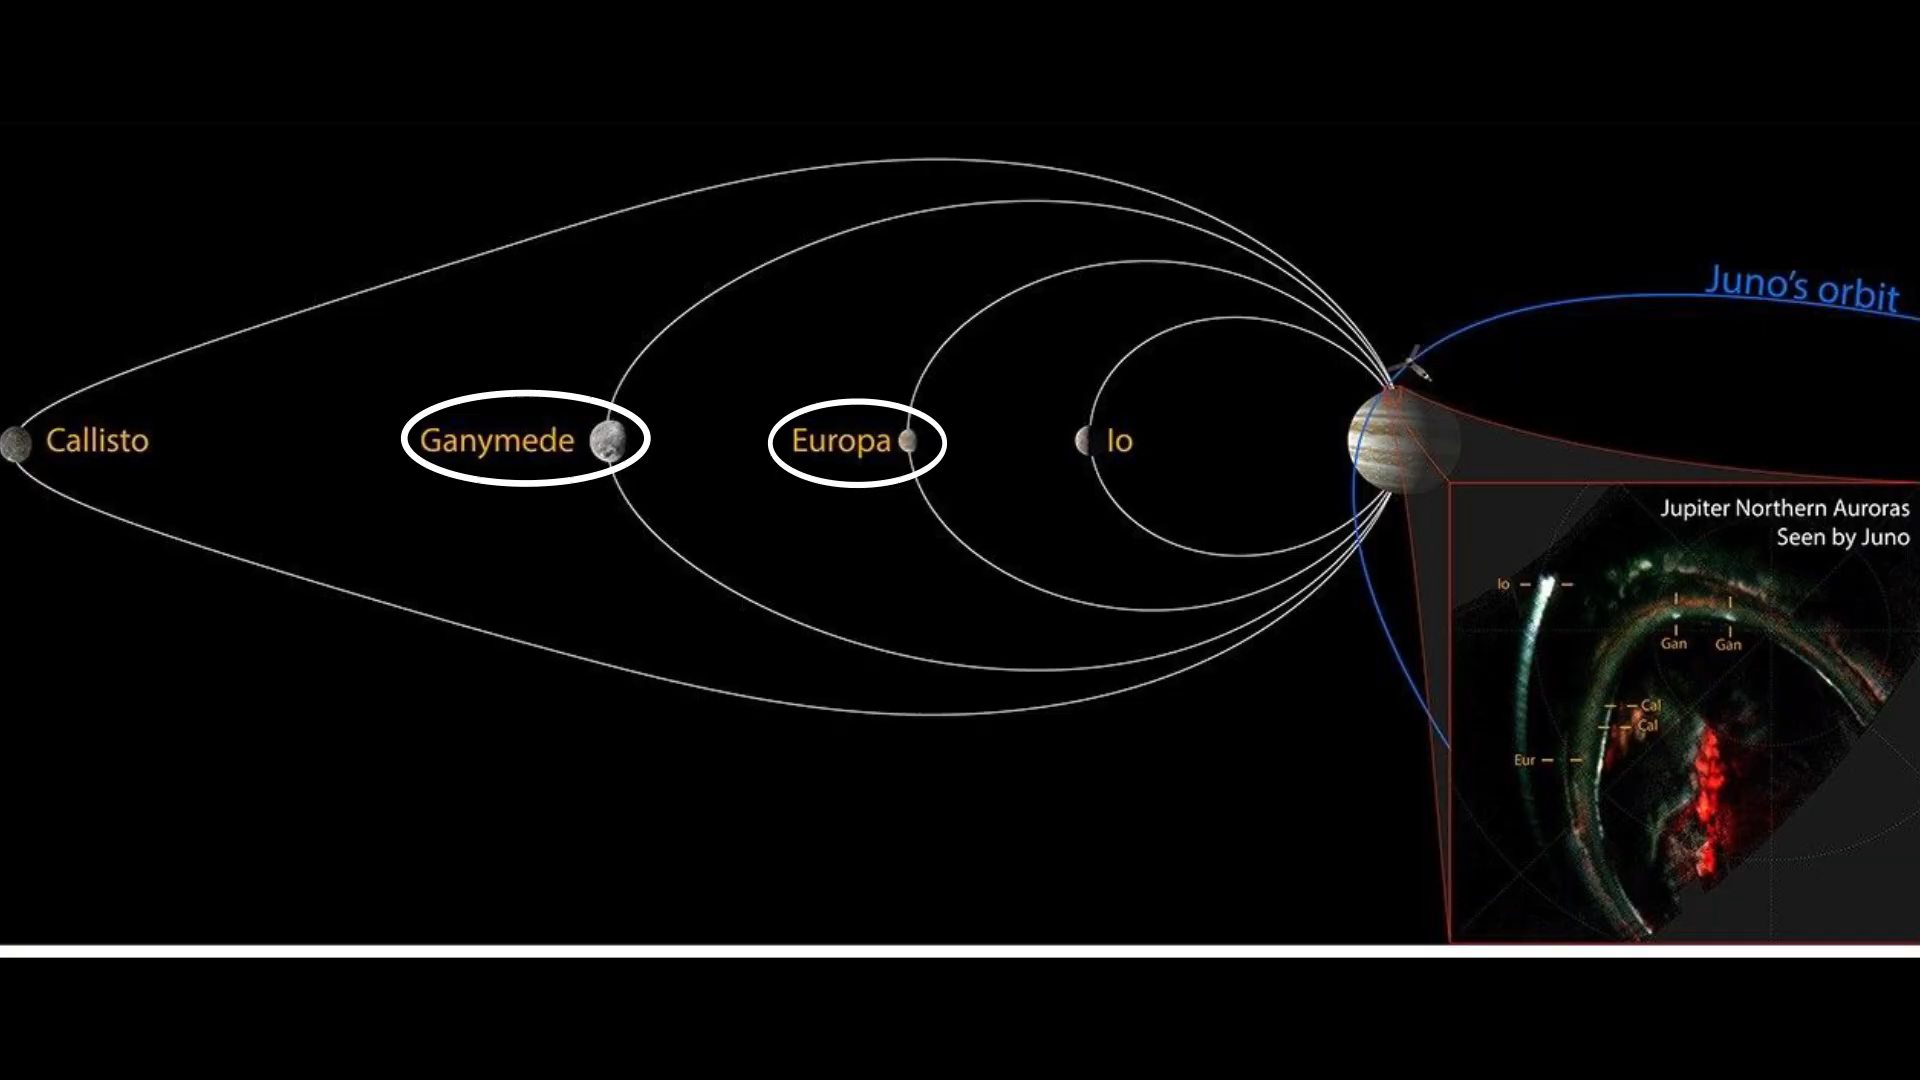 Juno's orbit
Callisto
Ganymede
Europa
Io
Jupiter Northern Auroras
Seen by Juno
Io
Gan
Gan
Cal
Cal
Eur